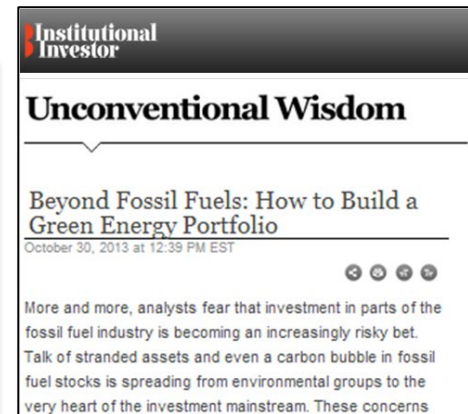 Institutional
Investor
Unconventional Wisdom
Beyond Fossil Fuels: How to Build a
Green Energy Portfolio
October 30, 2013 at 12:39 PM EST
More and more, analysts fear that investment in parts of the
fossil fuel industry is becoming an increasingly risky bet.
Talk of stranded assets and even a carbon bubble in fossil
fuel stocks is spreading from environmental groups to the
very heart of the investment mainstream. These concerns